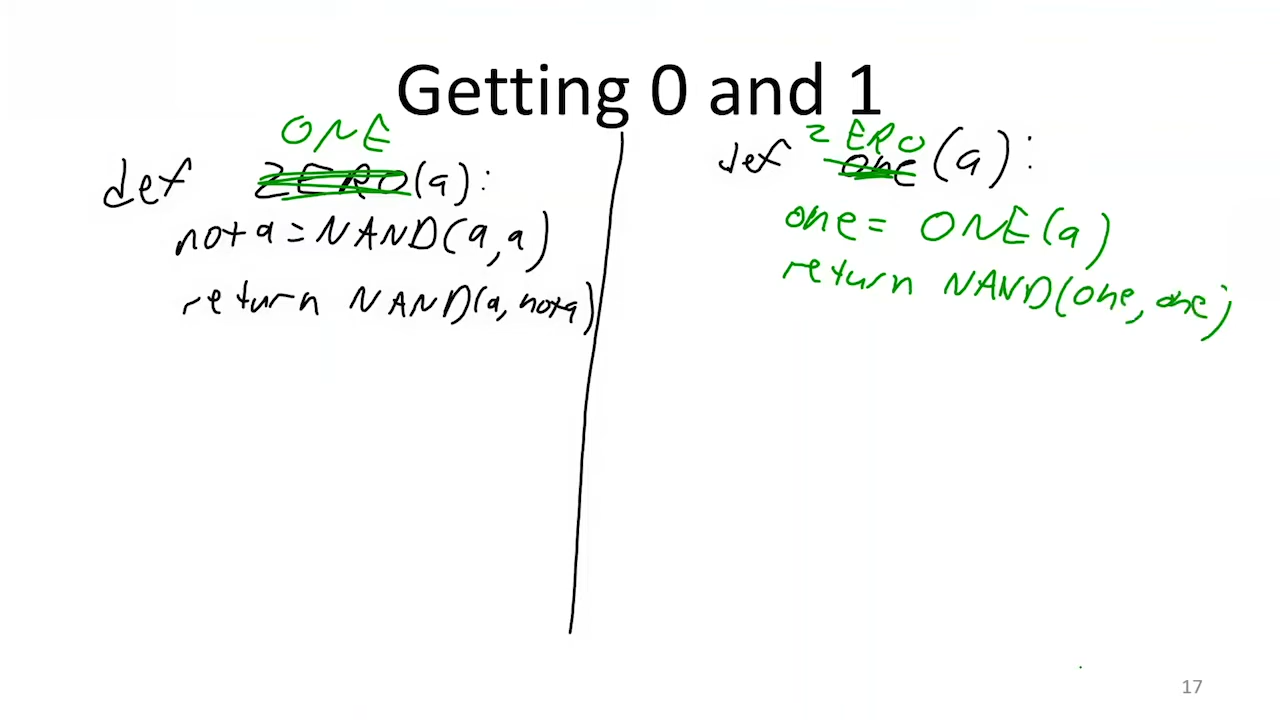 Getting 0 and 1
ONE
def ZERO(a):
nota = NAND(a, a)
return NAND(a, nota)
ZERO
def one (a):
one = ONE(a)
return NAND(one, one)
17